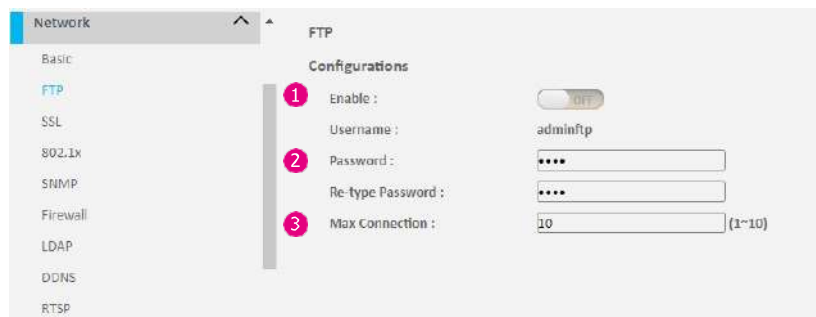 Network
Basic
FTP
SSL
802.1x
SNMP
Firewall
LDAP
DDNS
RTSP
FTP
Configurations
1 Enable : OFF
Username : adminftp
2 Password : ••••
Re-type Password : ••••
3 Max Connection : 10 (1~10)